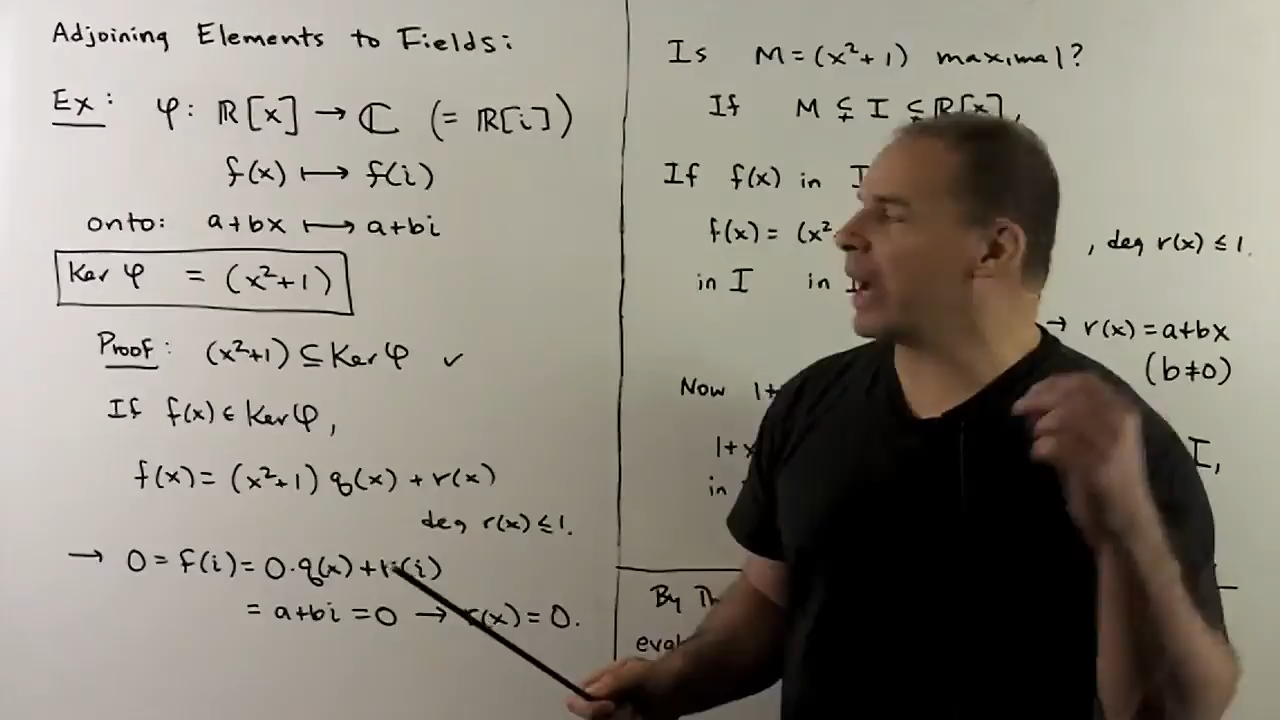 Adjoining Elements to Fields:
Ex: φ: ℝ[x] → ℂ (= ℝ[i])
f(x) ⟼ f(i)
onto: a+bx ⟼ a+bi
Ker φ = (x²+1)
Proof: (x²+1) ⊆ Ker φ ✓
If f(x) ∈ Ker φ,
f(x) = (x²+1) q(x) + r(x)
deg r(x) ≤ 1.
→ 0 = f(i) = 0·q(x) + r(i)
= a+bi = 0 → r(x) = 0.
Is M = (x²+1) maximal?
If M ⊊ I ⊊ ℝ[x],
If f(x) in I
f(x) = (x² , deg r(x) ≤ 1.
in I in I
→ r(x) = a+bx
(b≠0)
Now 1+
1+x I,
in
By Th
eval